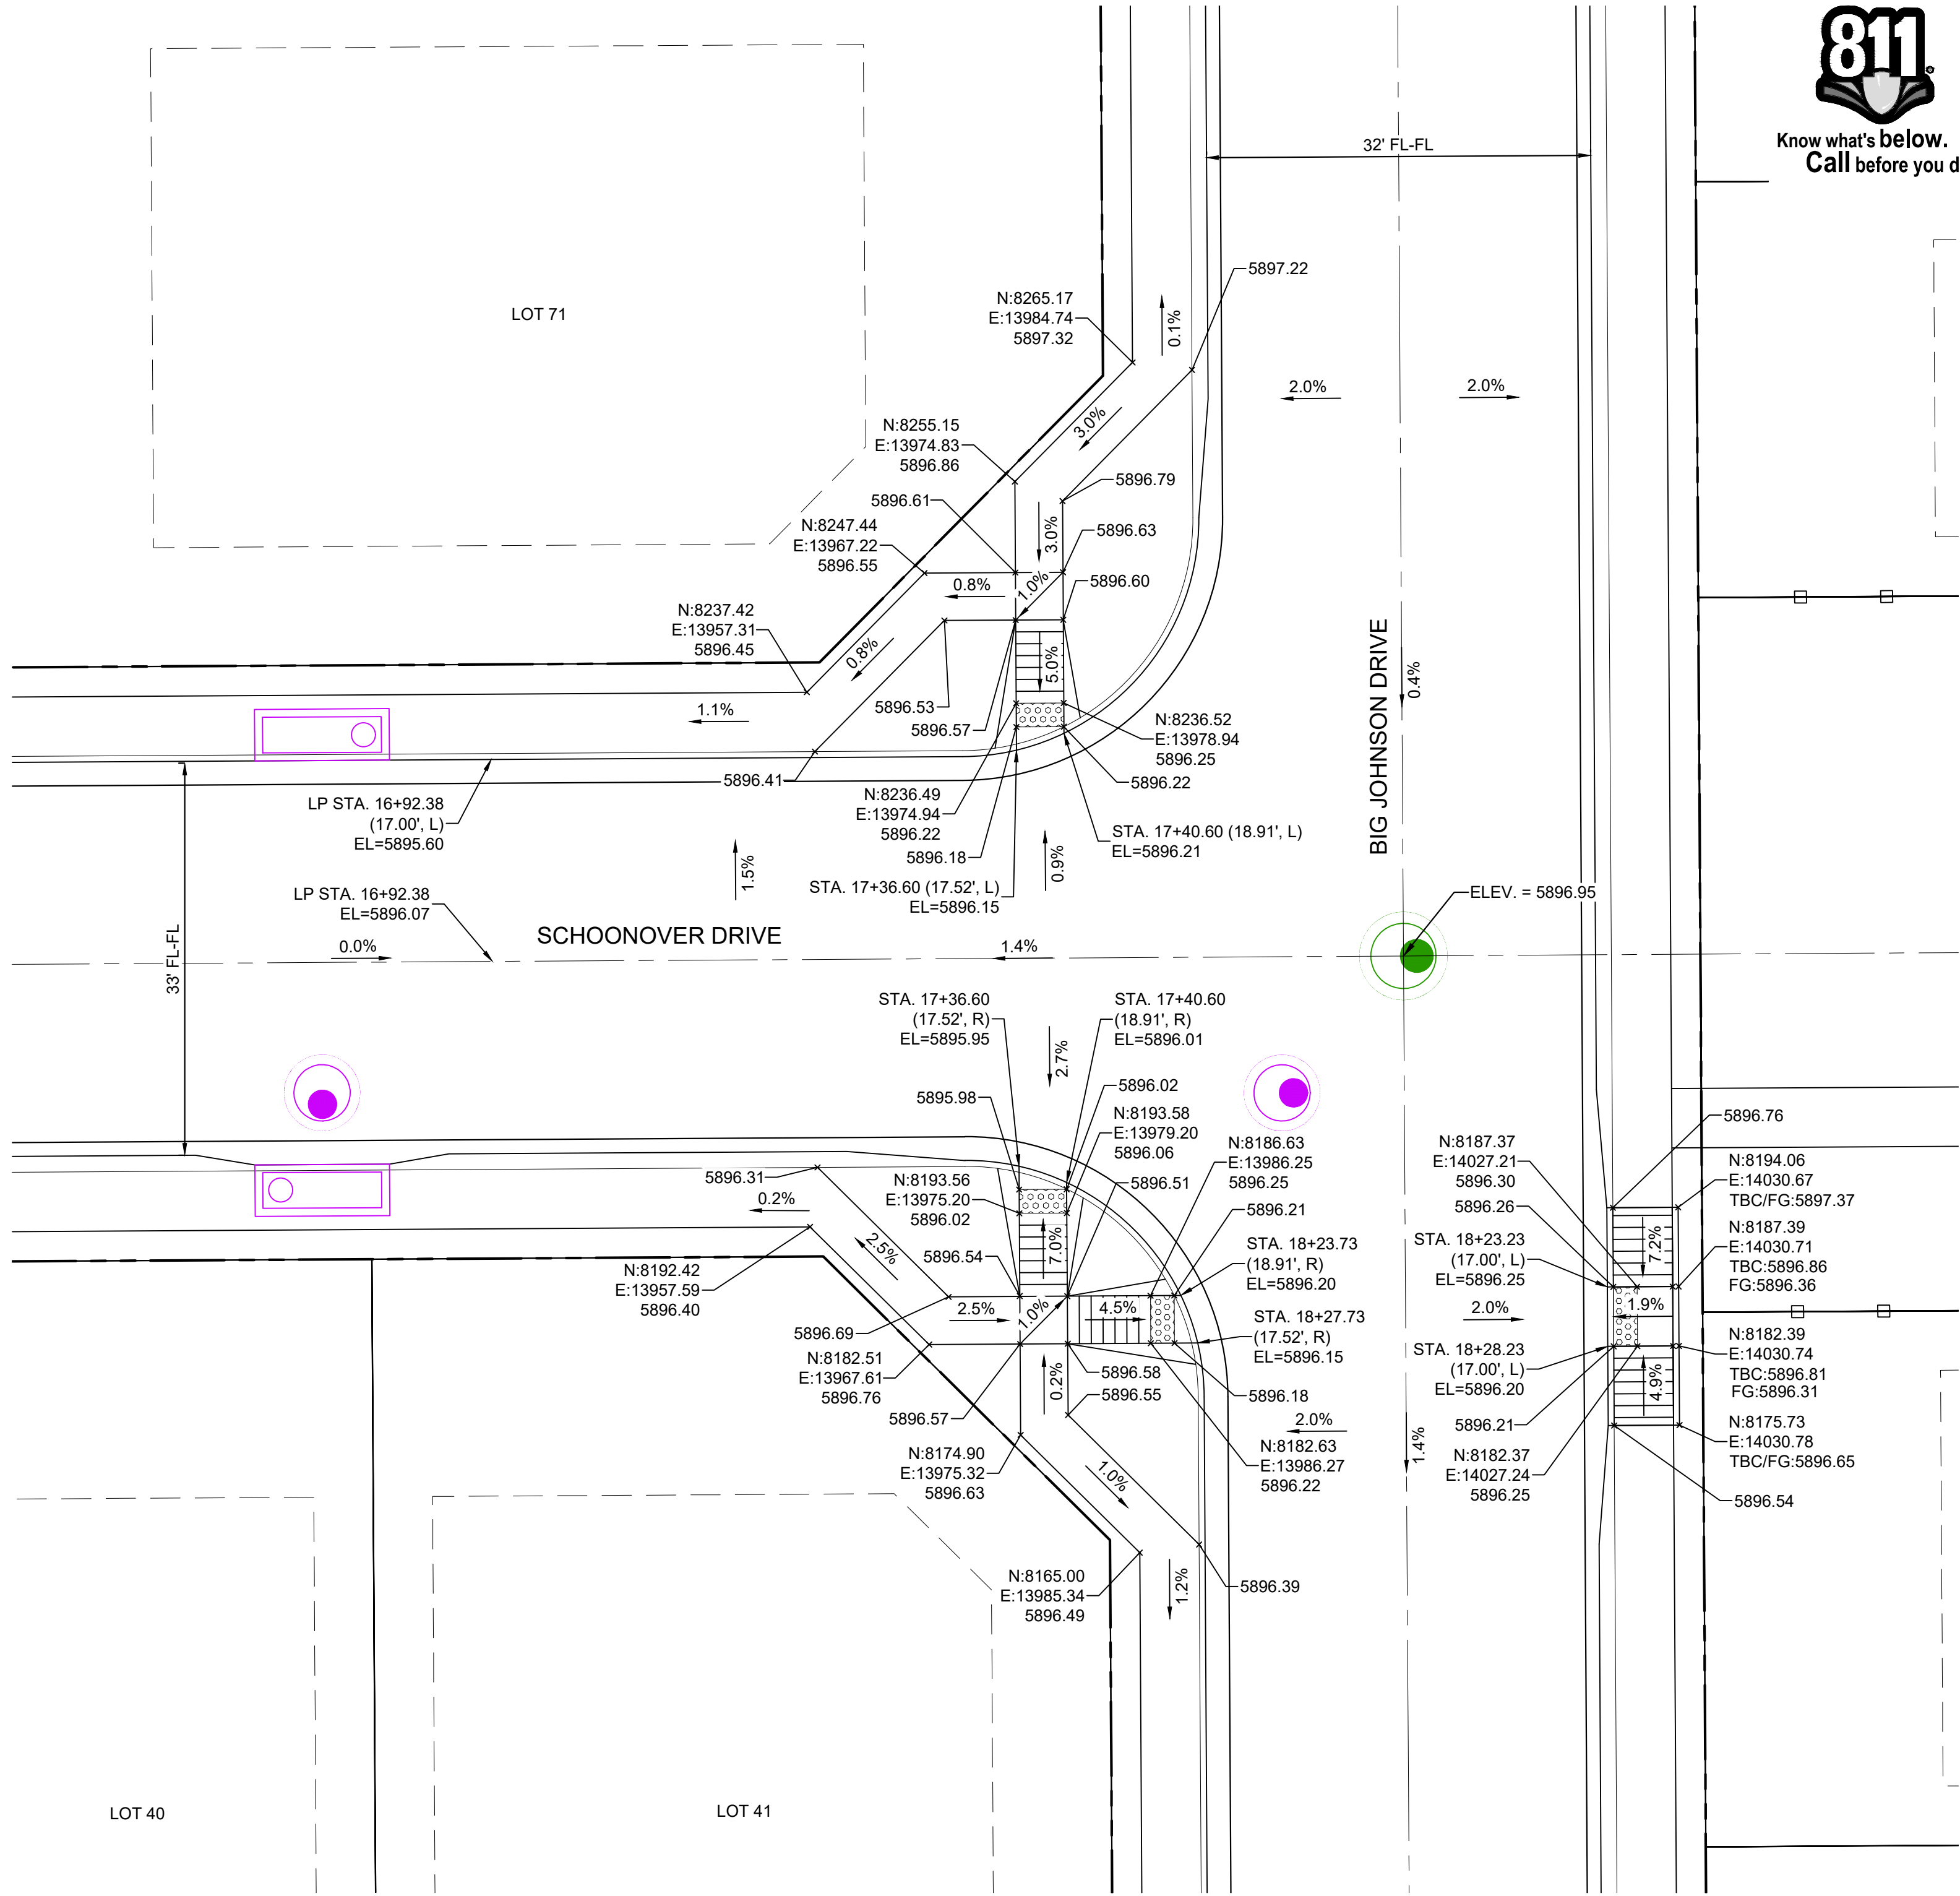 811
Know what's below.
Call before you d
32' FL-FL
5897.22
N:8265.17
E:13984.74
5897.32
0.1%
LOT 71
2.0%
2.0%
3.0%
N:8255.15
E:13974.83
5896.86
5896.79
5896.61
N:8247.44
E:13967.22
5896.55
3.0%
5896.63
0.8%
1.0%
5896.60
N:8237.42
E:13957.31
5896.45
0.8%
5.0%
BIG JOHNSON DRIVE
0.4%
1.1%
5896.53
5896.57
N:8236.52
E:13978.94
5896.25
5896.41
5896.22
LP STA. 16+92.38
(17.00', L)
EL=5895.60
N:8236.49
E:13974.94
5896.22
5896.18
STA. 17+40.60 (18.91', L)
EL=5896.21
1.5%
0.9%
STA. 17+36.60 (17.52', L)
EL=5896.15
LP STA. 16+92.38
EL=5896.07
ELEV. = 5896.95
33' FL-FL
0.0%
SCHOONOVER DRIVE
1.4%
STA. 17+36.60
(17.52', R)
EL=5895.95
STA. 17+40.60
(18.91', R)
EL=5896.01
2.7%
5895.98
5896.02
N:8193.58
E:13979.20
5896.06
5896.76
N:8186.63
E:13986.25
5896.25
N:8187.37
E:14027.21
5896.30
N:8194.06
E:14030.67
TBC/FG:5897.37
5896.31
N:8193.56
E:13975.20
5896.02
5896.51
0.2%
5896.21
5896.26
N:8187.39
E:14030.71
TBC:5896.86
FG:5896.36
2.5%
5896.54
7.0%
STA. 18+23.73
(18.91', R)
EL=5896.20
STA. 18+23.23
(17.00', L)
EL=5896.25
7.2%
N:8192.42
E:13957.59
5896.40
2.5%
1.0%
4.5%
2.0%
1.9%
5896.69
STA. 18+27.73
(17.52', R)
EL=5896.15
N:8182.39
E:14030.74
TBC:5896.81
FG:5896.31
N:8182.51
E:13967.61
5896.76
0.2%
5896.58
STA. 18+28.23
(17.00', L)
EL=5896.20
4.9%
5896.55
5896.18
5896.57
2.0%
5896.21
N:8175.73
E:14030.78
TBC/FG:5896.65
N:8174.90
E:13975.32
5896.63
1.0%
N:8182.63
E:13986.27
5896.22
1.4%
N:8182.37
E:14027.24
5896.25
5896.54
N:8165.00
E:13985.34
5896.49
1.2%
5896.39
LOT 40
LOT 41